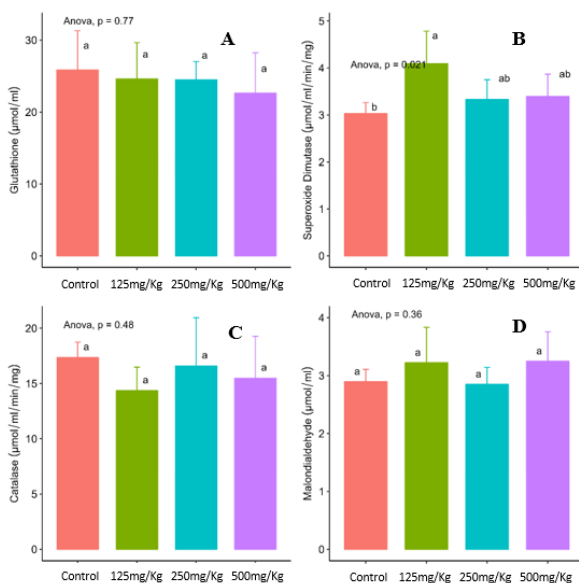 Anova, p = 0.77
A
a
a
a
a
30
20
10
0
Glutathione (µmol/ml)
Control
125mg/Kg
250mg/Kg
500mg/Kg
B
Anova, p = 0.021
b
a
ab
ab
5
4
3
2
1
0
Superoxide Dimutase (µmol/ml/min/mg)
Control
125mg/Kg
250mg/Kg
500mg/Kg
Anova, p = 0.48
C
a
a
a
a
20
15
10
5
0
Catalase (µmol/ml/min/mg)
Control
125mg/Kg
250mg/Kg
500mg/Kg
Anova, p = 0.36
D
a
a
a
a
4
3
2
1
0
Malondialdehyde (µmol/ml)
Control
125mg/Kg
250mg/Kg
500mg/Kg